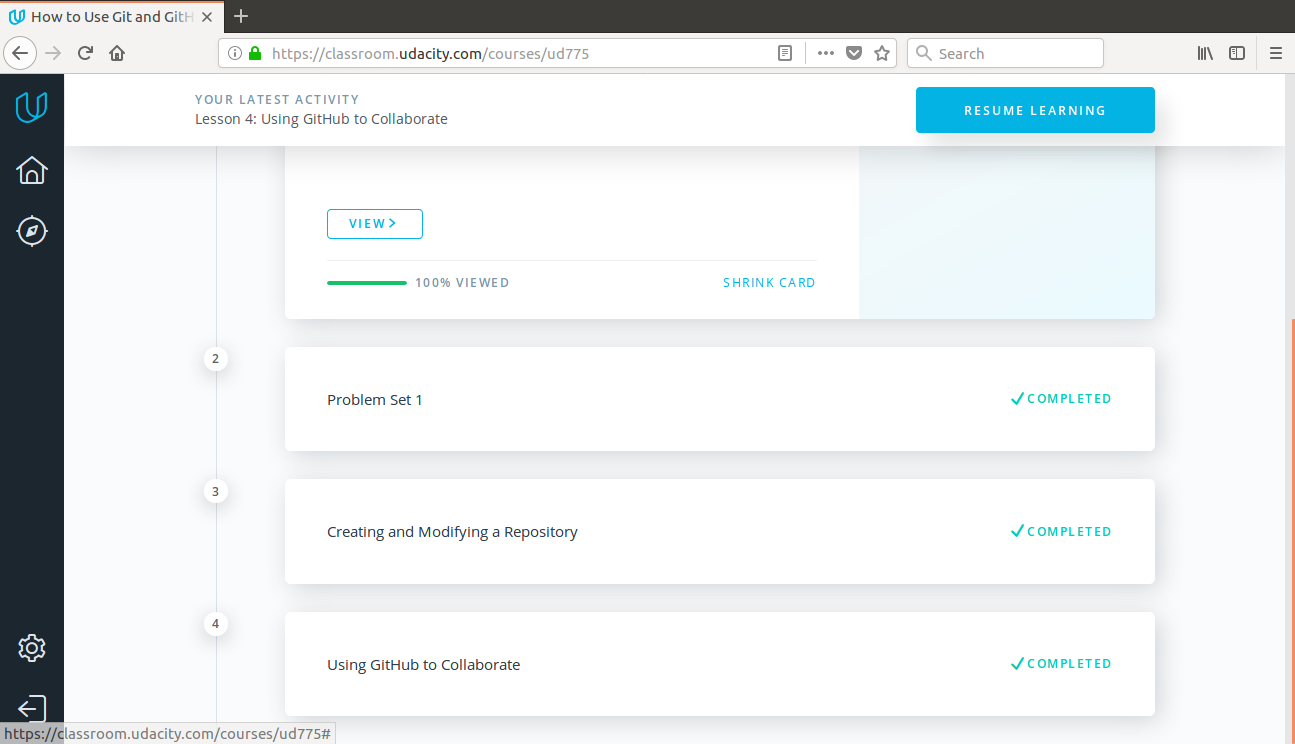 How to Use Git and GitH
https://classroom.udacity.com/courses/ud775
Search
YOUR LATEST ACTIVITY
Lesson 4: Using GitHub to Collaborate
RESUME LEARNING
VIEW >
100% VIEWED
SHRINK CARD
2
Problem Set 1
COMPLETED
3
Creating and Modifying a Repository
COMPLETED
4
Using GitHub to Collaborate
COMPLETED
https://classroom.udacity.com/courses/ud775#